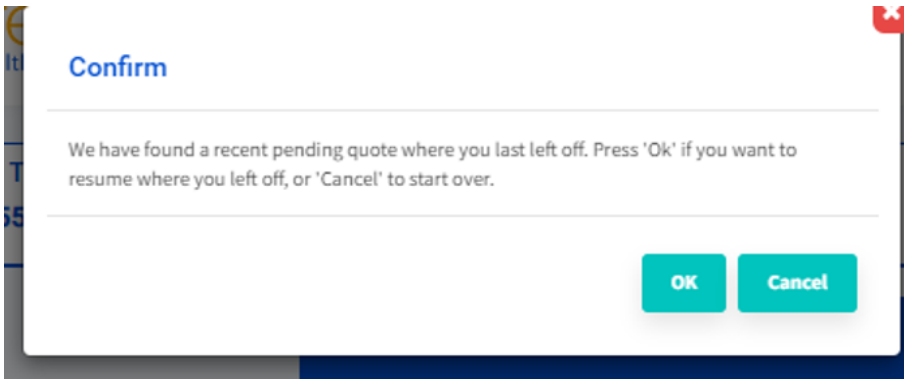 Confirm
We have found a recent pending quote where you last left off. Press 'Ok' if you want to
resume where you left off, or 'Cancel' to start over.
OK Cancel